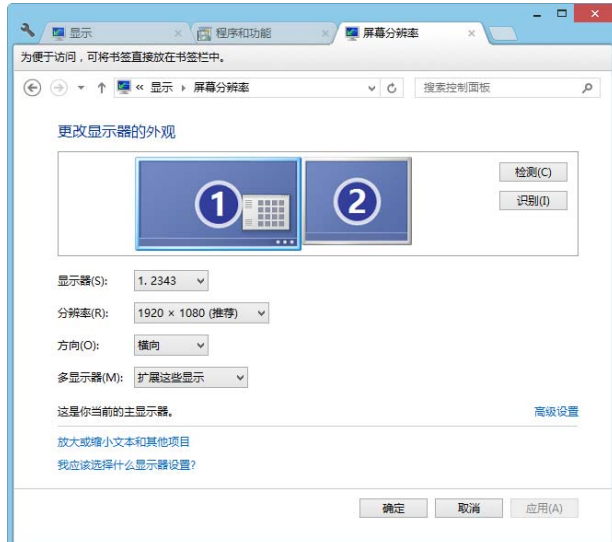 显示 程序和功能 屏幕分辨率
为便于访问，可将书签直接放在书签栏中。
« 显示 屏幕分辨率 搜索控制面板
更改显示器的外观
1 2
检测(C)
识别(I)
显示器(S): 1. 2343
分辨率(R): 1920 × 1080 (推荐)
方向(O): 横向
多显示器(M): 扩展这些显示
这是你当前的主显示器。 高级设置
放大或缩小文本和其他项目
我应该选择什么显示器设置?
确定 取消 应用(A)